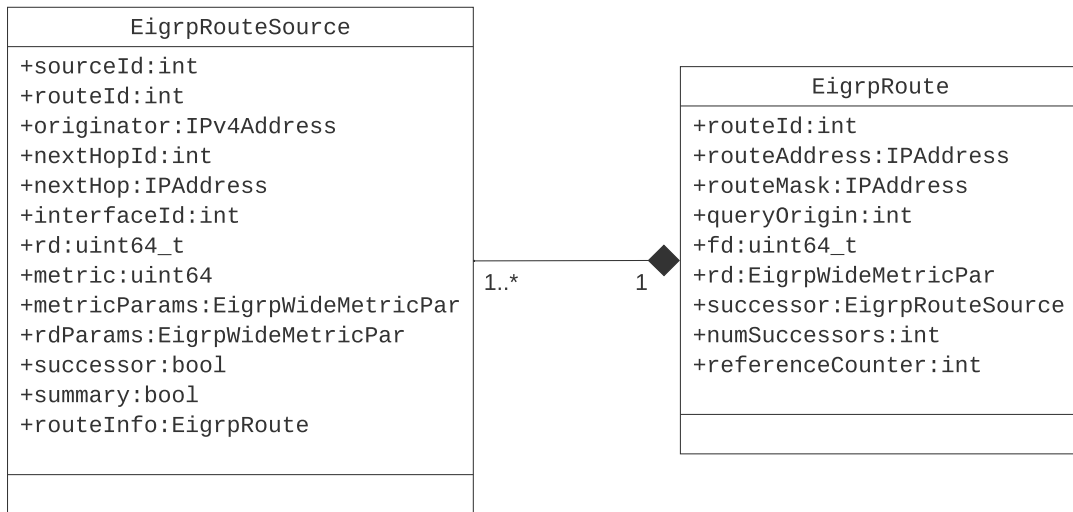 EigrpRouteSource
+sourceId:int
+routeId:int
+originator:IPv4Address
+nextHopId:int
+nextHop:IPAddress
+interfaceId:int
+rd:uint64_t
+metric:uint64
+metricParams:EigrpWideMetricPar
+rdParams:EigrpWideMetricPar
+successor:bool
+summary:bool
+routeInfo:EigrpRoute
1..*
1
EigrpRoute
+routeId:int
+routeAddress:IPAddress
+routeMask:IPAddress
+queryOrigin:int
+fd:uint64_t
+rd:EigrpWideMetricPar
+successor:EigrpRouteSource
+numSuccessors:int
+referenceCounter:int